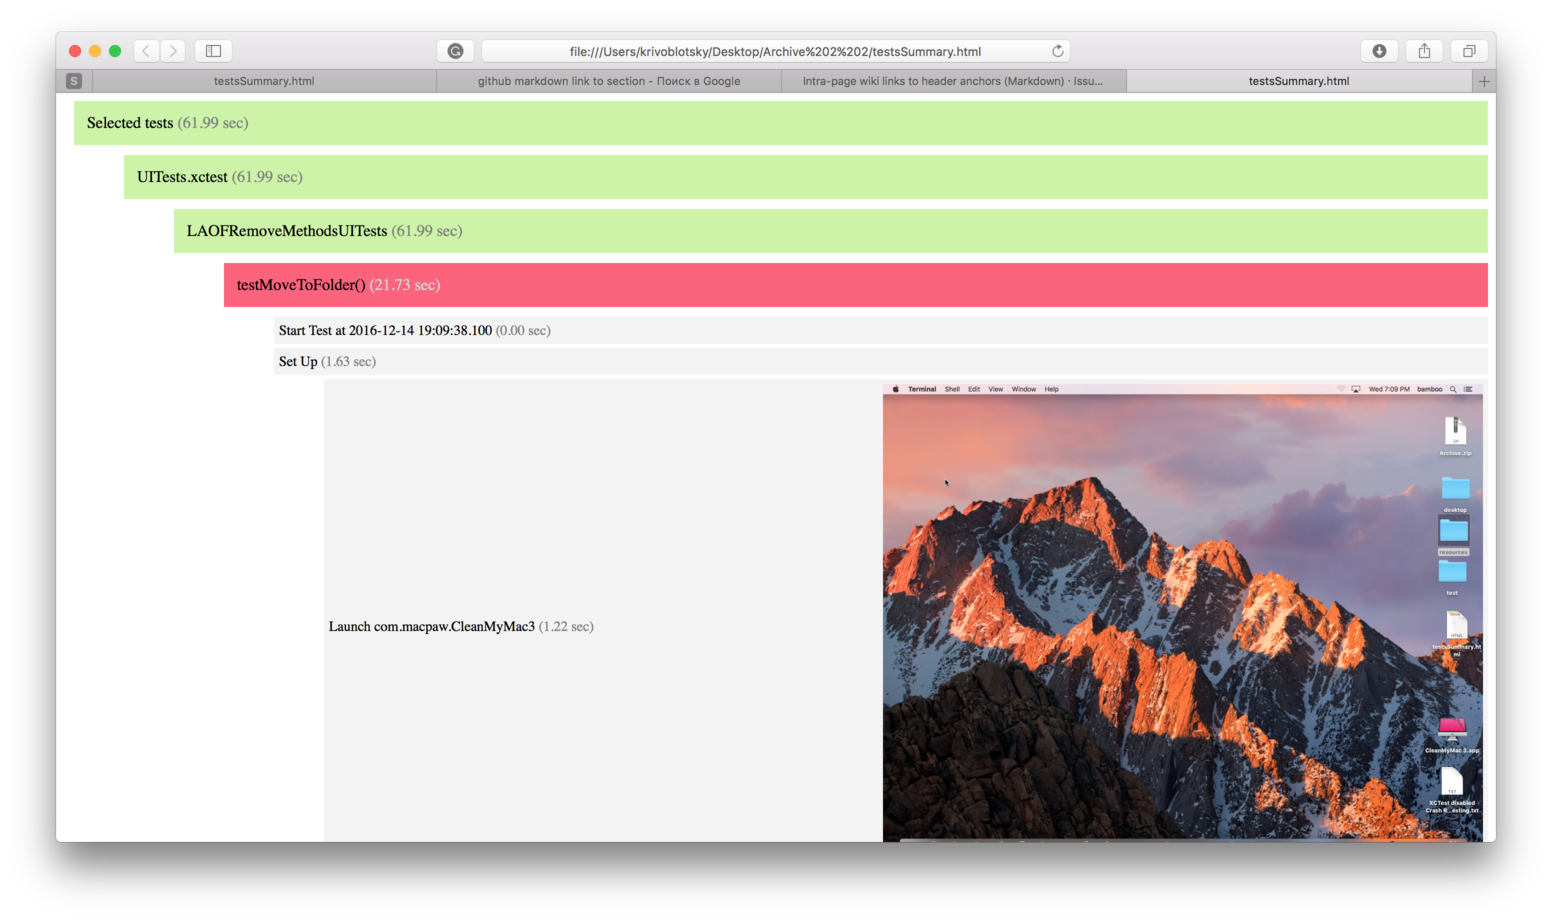 file:///Users/krivoblotsky/Desktop/Archive%202%202/testsSummary.html
S
testsSummary.html
github markdown link to section - Поиск в Google
Intra-page wiki links to header anchors (Markdown) · Issu...
testsSummary.html
Selected tests (61.99 sec)
UITests.xctest (61.99 sec)
LAOFRemoveMethodsUITests (61.99 sec)
testMoveToFolder() (21.73 sec)
Start Test at 2016-12-14 19:09:38.100 (0.00 sec)
Set Up (1.63 sec)
Terminal Shell Edit View Window Help
Wed 7:09 PM bamboo
ZIP
Archive.zip
desktop
resources
test
HTML
testsSummary.ht
ml
Launch com.macpaw.CleanMyMac3 (1.22 sec)
CleanMyMac 3.app
TXT
XCTest disabled
Crash R...esting.txt